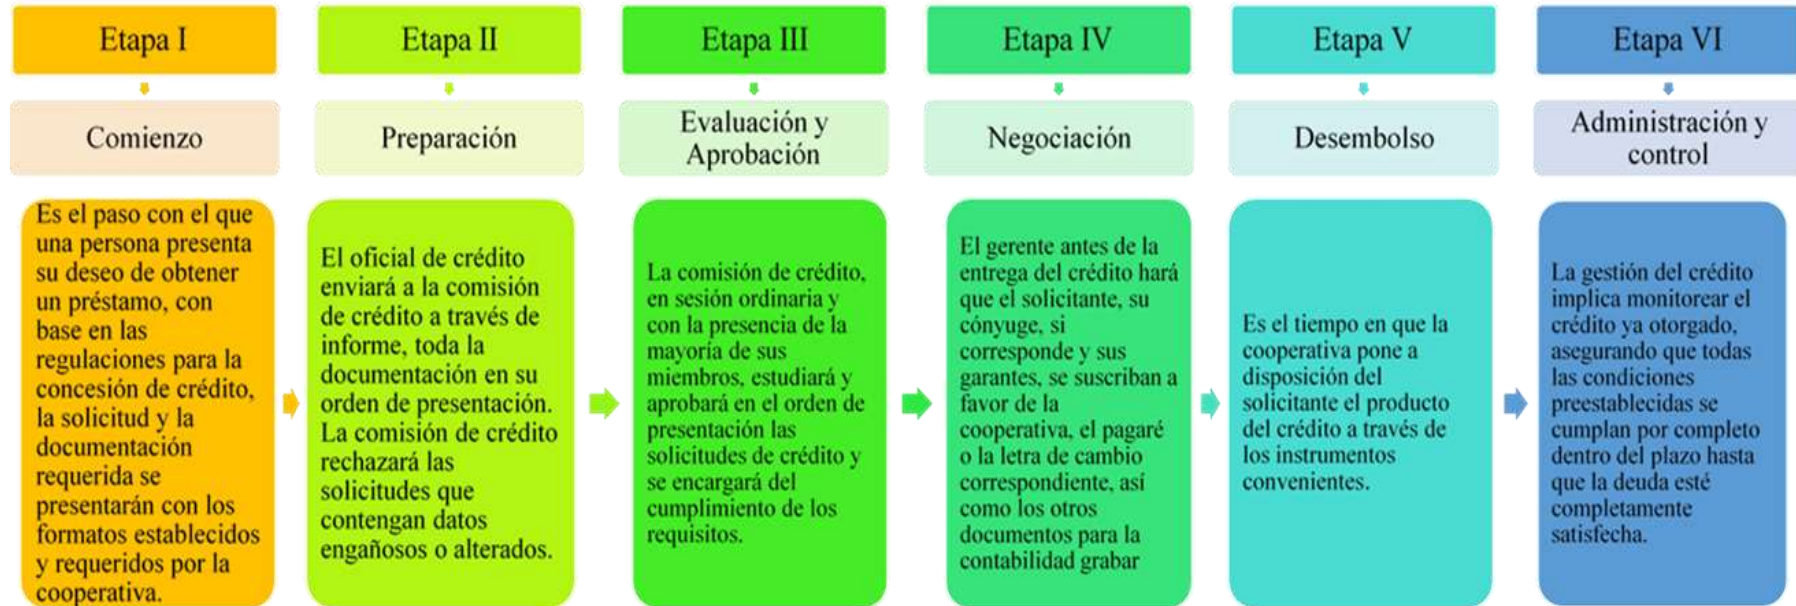 Etapa I
Comienzo
Es el paso con el que
una persona presenta
su deseo de obtener
un préstamo, con
base en las
regulaciones para la
concesión de crédito,
la solicitud y la
documentación
requerida se
presentarán con los
formatos establecidos
y requeridos por la
cooperativa.
Etapa II
Preparación
El oficial de crédito
enviará a la comisión
de crédito a través de
informe, toda la
documentación en su
orden de presentación.
La comisión de crédito
rechazará las
solicitudes que
contengan datos
engañosos o alterados.
Etapa III
Evaluación y
Aprobación
La comisión de crédito,
en sesión ordinaria y
con la presencia de la
mayoría de sus
miembros, estudiará y
aprobará en el orden de
presentación las
solicitudes de crédito y
se encargará del
cumplimiento de los
requisitos.
Etapa IV
Negociación
El gerente antes de la
entrega del crédito hará
que el solicitante, su
cónyuge, si
corresponde y sus
garantes, se suscriban a
favor de la
cooperativa, el pagaré
o la letra de cambio
correspondiente, así
como los otros
documentos para la
contabilidad grabar
Etapa V
Desembolso
Es el tiempo en que la
cooperativa pone a
disposición del
solicitante el producto
del crédito a través de
los instrumentos
convenientes.
Etapa VI
Administración y
control
La gestión del crédito
implica monitorear el
crédito ya otorgado,
asegurando que todas
las condiciones
preestablecidas se
cumplan por completo
dentro del plazo hasta
que la deuda esté
completamente
satisfecha.